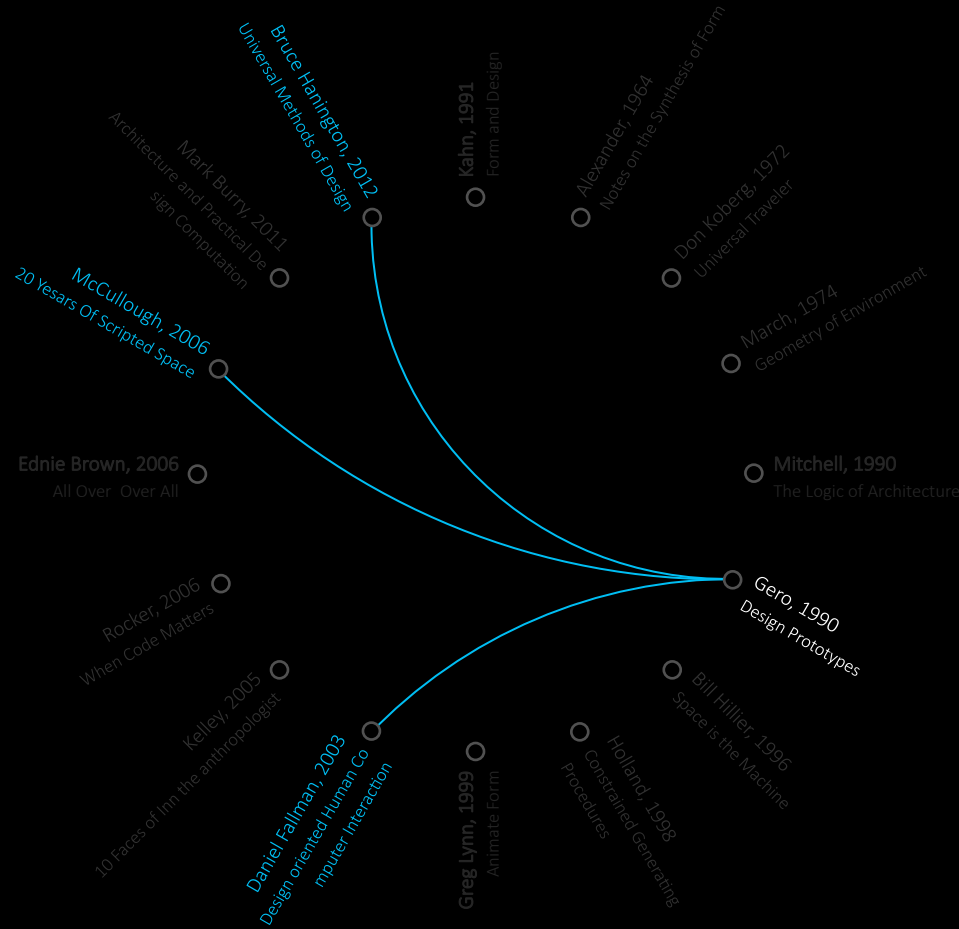 Kahn, 1991
Form and Design
Alexander, 1964
Notes on the Synthesis of Form
Don Koberg, 1972
Universal Traveler
March, 1974
Geometry of Environment
Mitchell, 1990
The Logic of Architecture
Gero, 1990
Design Prototypes
Bill Hillier, 1996
Space is the Machine
Holland, 1998
Constrained Generating
Procedures
Greg Lynn, 1999
Animate Form
Daniel Fallman, 2003
Design oriented Human Co
mputer Interaction
Kelley, 2005
10 Faces of Inn the anthropologist
Rocker, 2006
When Code Matters
Ednie Brown, 2006
All Over  Over All
McCullough, 2006
20 Yesars Of Scripted Space
Mark Burry, 2011
Architecture and Practical De
sign Computation
Bruce Hanington, 2012
Universal Methods of Design